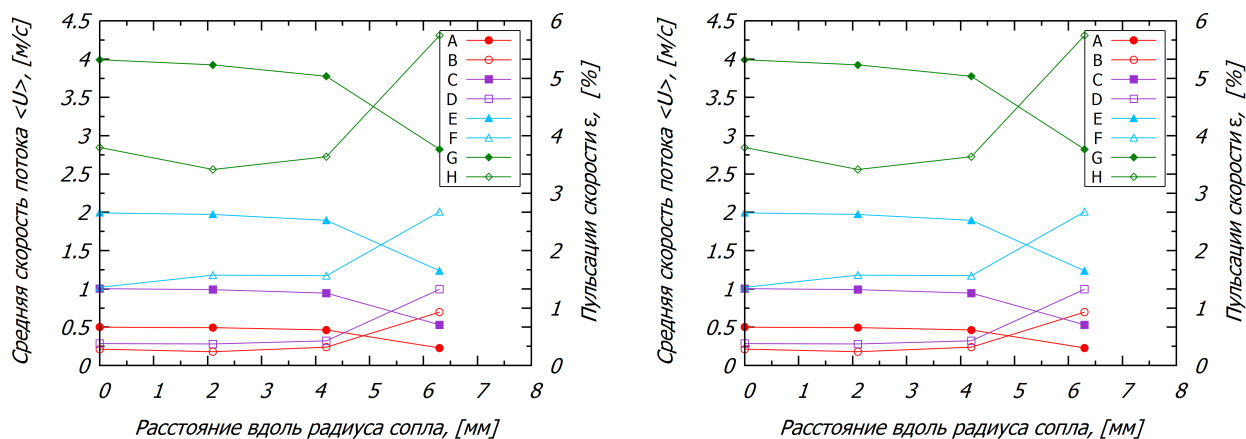 4.5
4
3.5
3
2.5
2
1.5
1
0.5
0
Средняя скорость потока <U>, [м/с]
0 1 2 3 4 5 6 7 8
Расстояние вдоль радиуса сопла, [мм]
6
5
4
3
2
1
0
Пульсации скорости ε, [%]
A
B
C
D
E
F
G
H
4.5
4
3.5
3
2.5
2
1.5
1
0.5
0
Средняя скорость потока <U>, [м/с]
0 1 2 3 4 5 6 7 8
Расстояние вдоль радиуса сопла, [мм]
6
5
4
3
2
1
0
Пульсации скорости ε, [%]
A
B
C
D
E
F
G
H